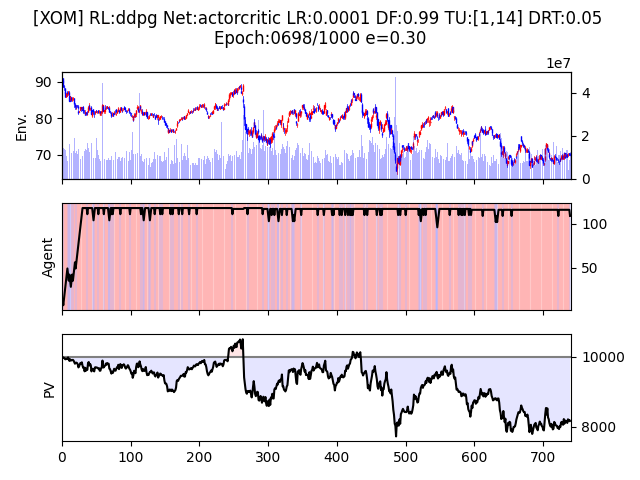 [XOM] RL:ddpg Net:actorcritic LR:0.0001 DF:0.99 TU:[1,14] DRT:0.05
Epoch:0698/1000 e=0.30
1e7
Env.
90
80
70
4
2
0
Agent
100
50
PV
10000
8000
0 100 200 300 400 500 600 700